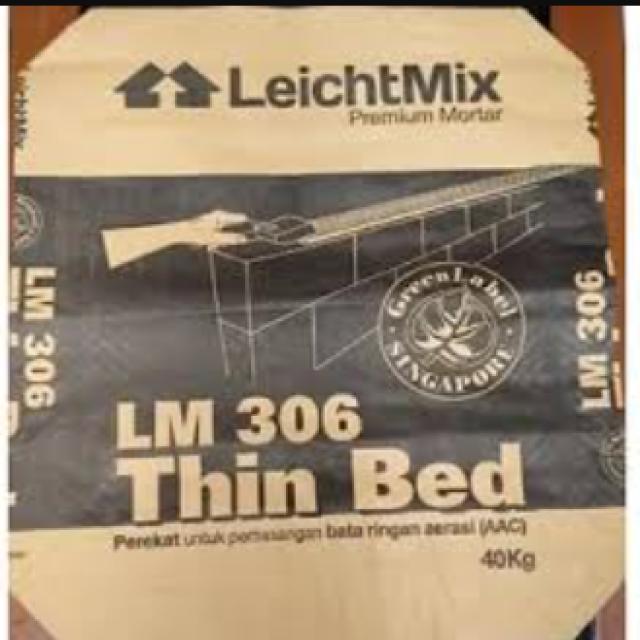 LeichtMix
Premium Mortar
Green Label
SINGAPORE
LM 306
LM 306
LM 306
Thin Bed
Perekat untuk pemasangan bata ringan aerasi (AAC)
40Kg